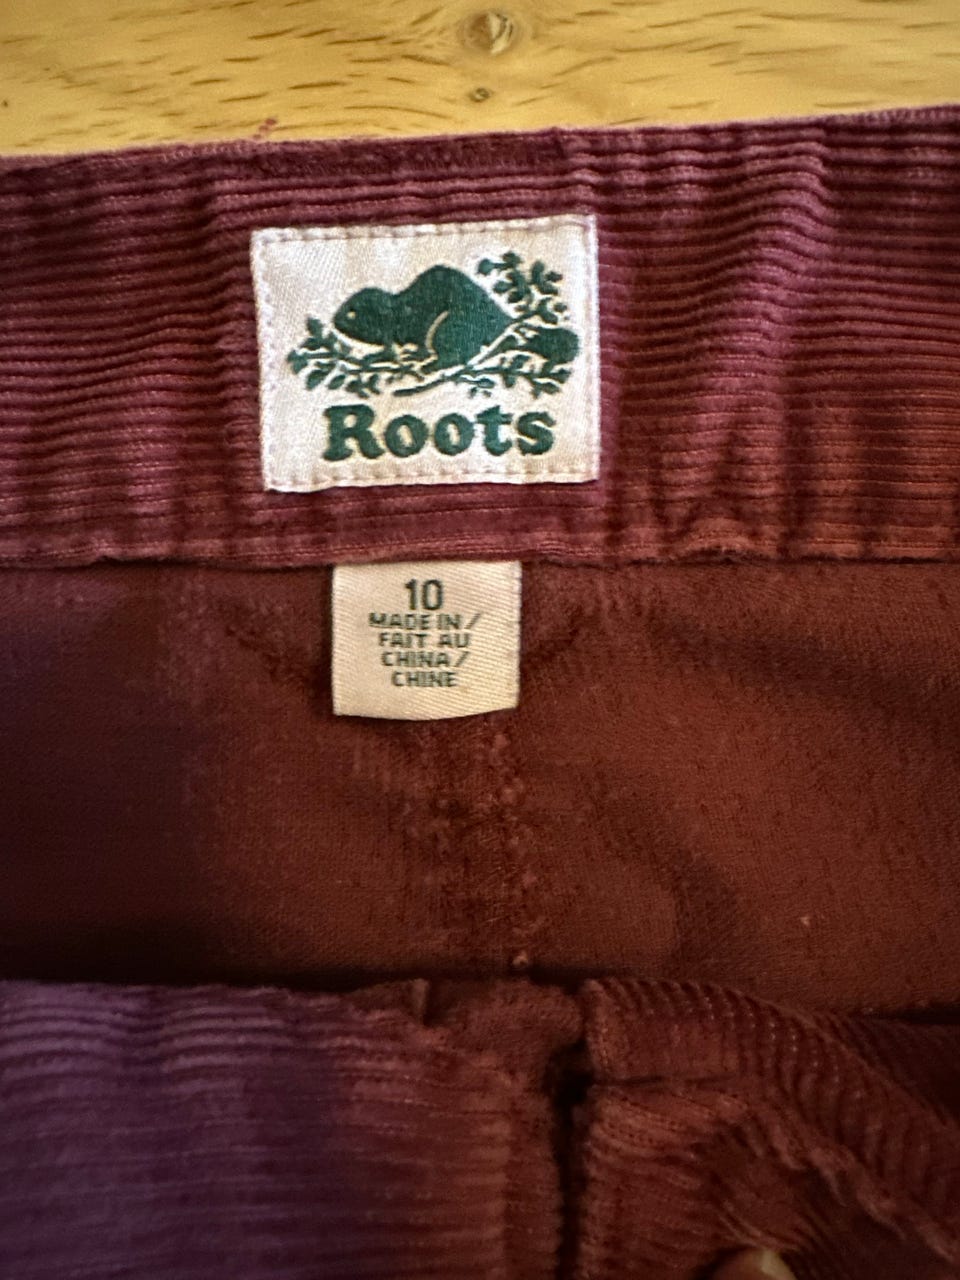 Roots
10
MADE IN /
FAIT AU
CHINA /
CHINE